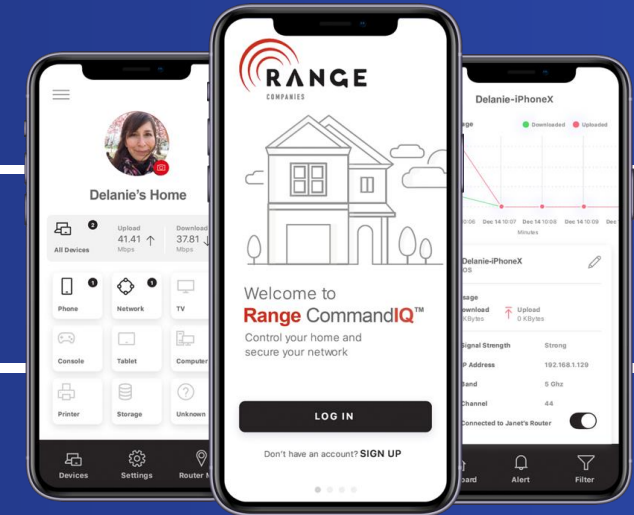 Delanie's Home
All Devices
2
Upload
41.41
Mbps
Download
37.81
Mbps
Phone
1
Network
1
TV
Console
Tablet
Computer
Printer
Storage
Unknown
Devices
Settings
Router
RANGE
COMPANIES
Welcome to
Range CommandIQ™
Control your home and
secure your network
LOG IN
Don't have an account? SIGN UP
Delanie-iPhoneX
Downloaded Uploaded
Dec 14 10:07 Dec 14 10:08 Dec 14 10:09 Dec
Minutes
Delanie-iPhoneX
Upload
KBytes 0 KBytes
Signal Strength Strong
IP Address 192.168.1.129
Band 5 Ghz
Channel 44
Connected to Janet's Router
Alert
Filter